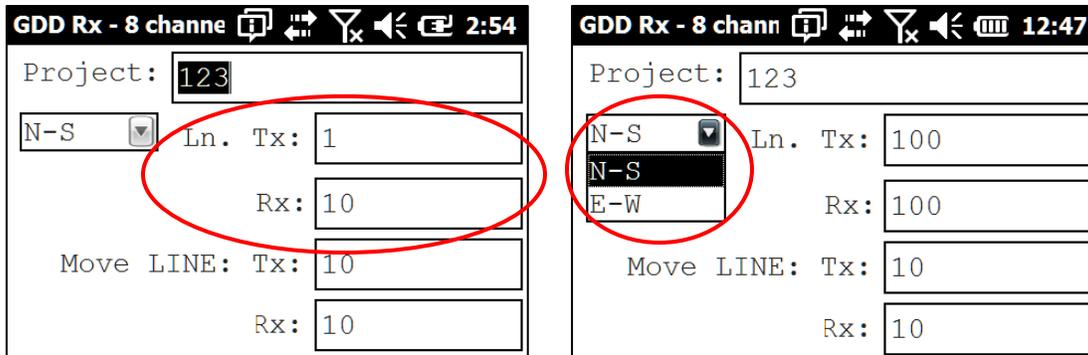 GDD Rx - 8 channe 2:54
Project: 123
N-S Ln. Tx: 1
Rx: 10
Move LINE: Tx: 10
Rx: 10
GDD Rx - 8 chann 12:47
Project: 123
N-S Ln. Tx: 100
N-S
E-W Rx: 100
Move LINE: Tx: 10
Rx: 10